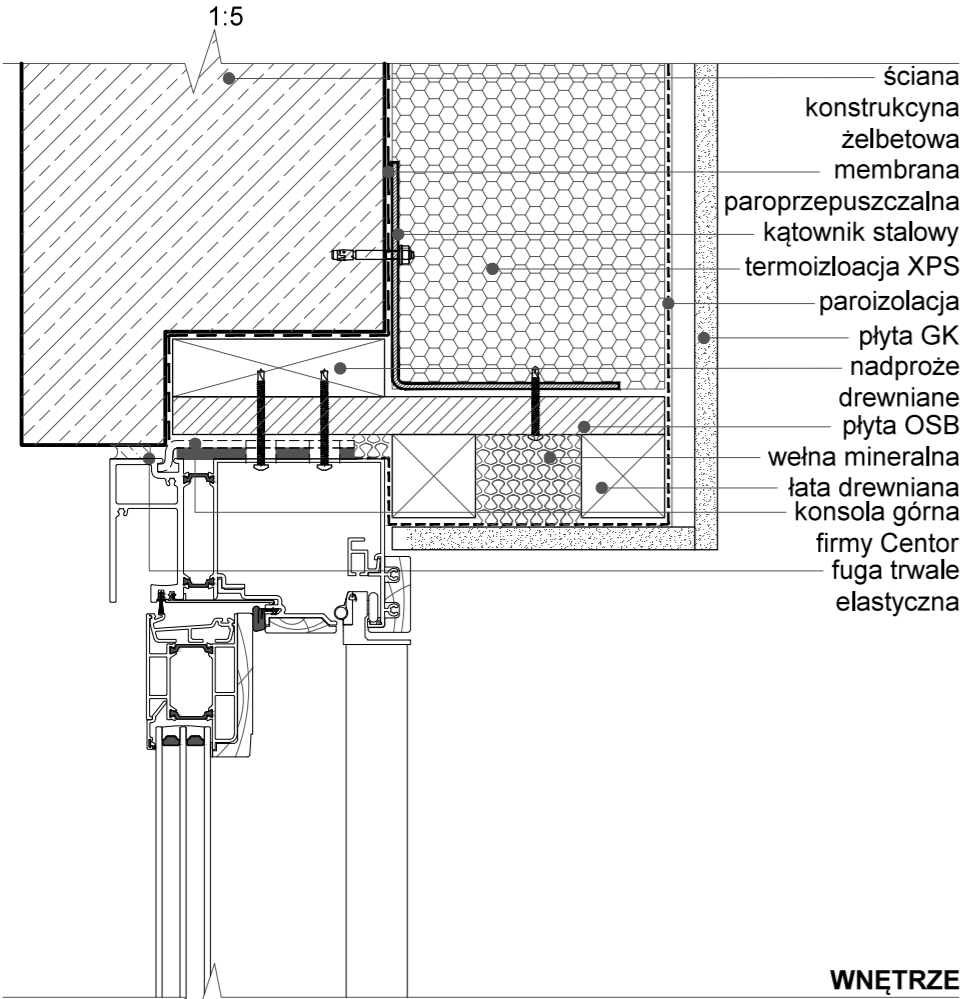 1:5
ściana
konstrukcyna
żelbetowa
membrana
paroprzepuszczalna
kątownik stalowy
termoizloacja XPS
paroizolacja
płyta GK
nadproże
drewniane
płyta OSB
wełna mineralna
łata drewniana
konsola górna
firmy Centor
fuga trwale
elastyczna
WNĘTRZE